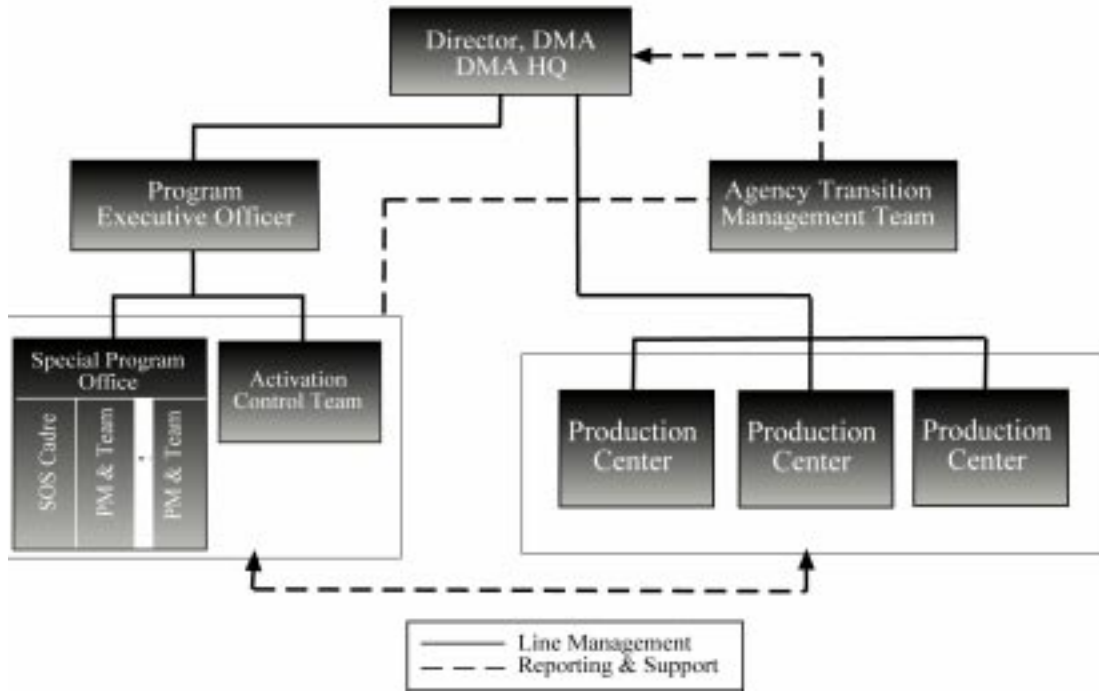 Director, DMA
DMA HQ
Program
Executive Officer
Agency Transition
Management Team
Special Program
Office
SOS Cadre
PM & Team
PM & Team
Activation
Control Team
Production
Center
Production
Center
Production
Center
Line Management
Reporting & Support